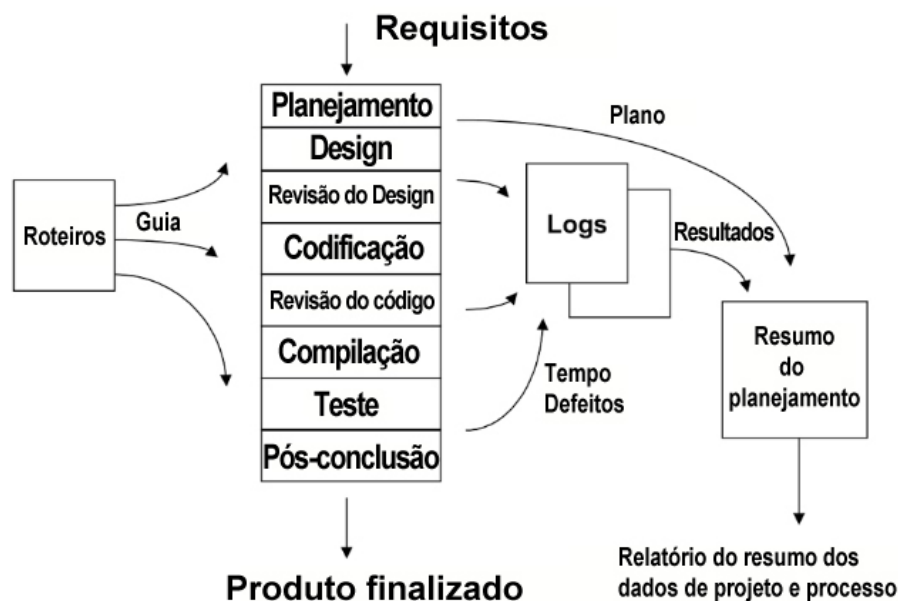 Requisitos
Planejamento
Design
Revisão do Design
Codificação
Revisão do código
Compilação
Teste
Pós-conclusão
Roteiros
Guia
Plano
Logs
Resultados
Tempo
Defeitos
Resumo
do
planejamento
Produto finalizado
Relatório do resumo dos
dados de projeto e processo